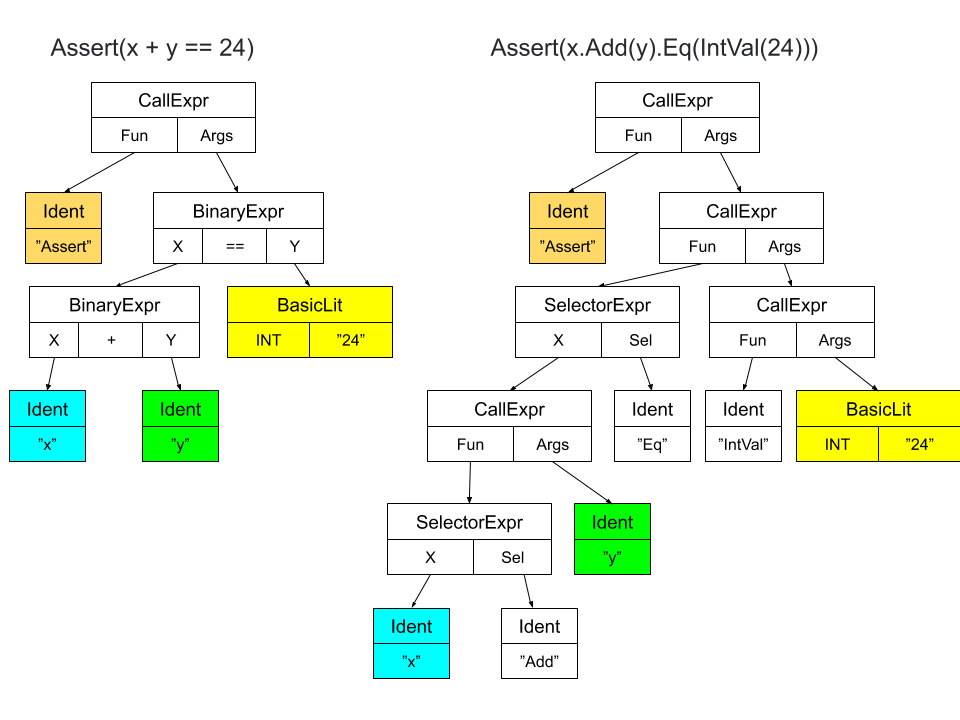 Assert(x + y == 24)
CallExpr
Fun Args
Ident
”Assert”
BinaryExpr
X == Y
BinaryExpr
X + Y
BasicLit
INT ”24”
Ident
”x”
Ident
”y”
Assert(x.Add(y).Eq(IntVal(24)))
CallExpr
Fun Args
Ident
”Assert”
CallExpr
Fun Args
SelectorExpr
X Sel
CallExpr
Fun Args
CallExpr
Fun Args
Ident
”Eq”
Ident
”IntVal”
BasicLit
INT ”24”
SelectorExpr
X Sel
Ident
”y”
Ident
”x”
Ident
”Add”